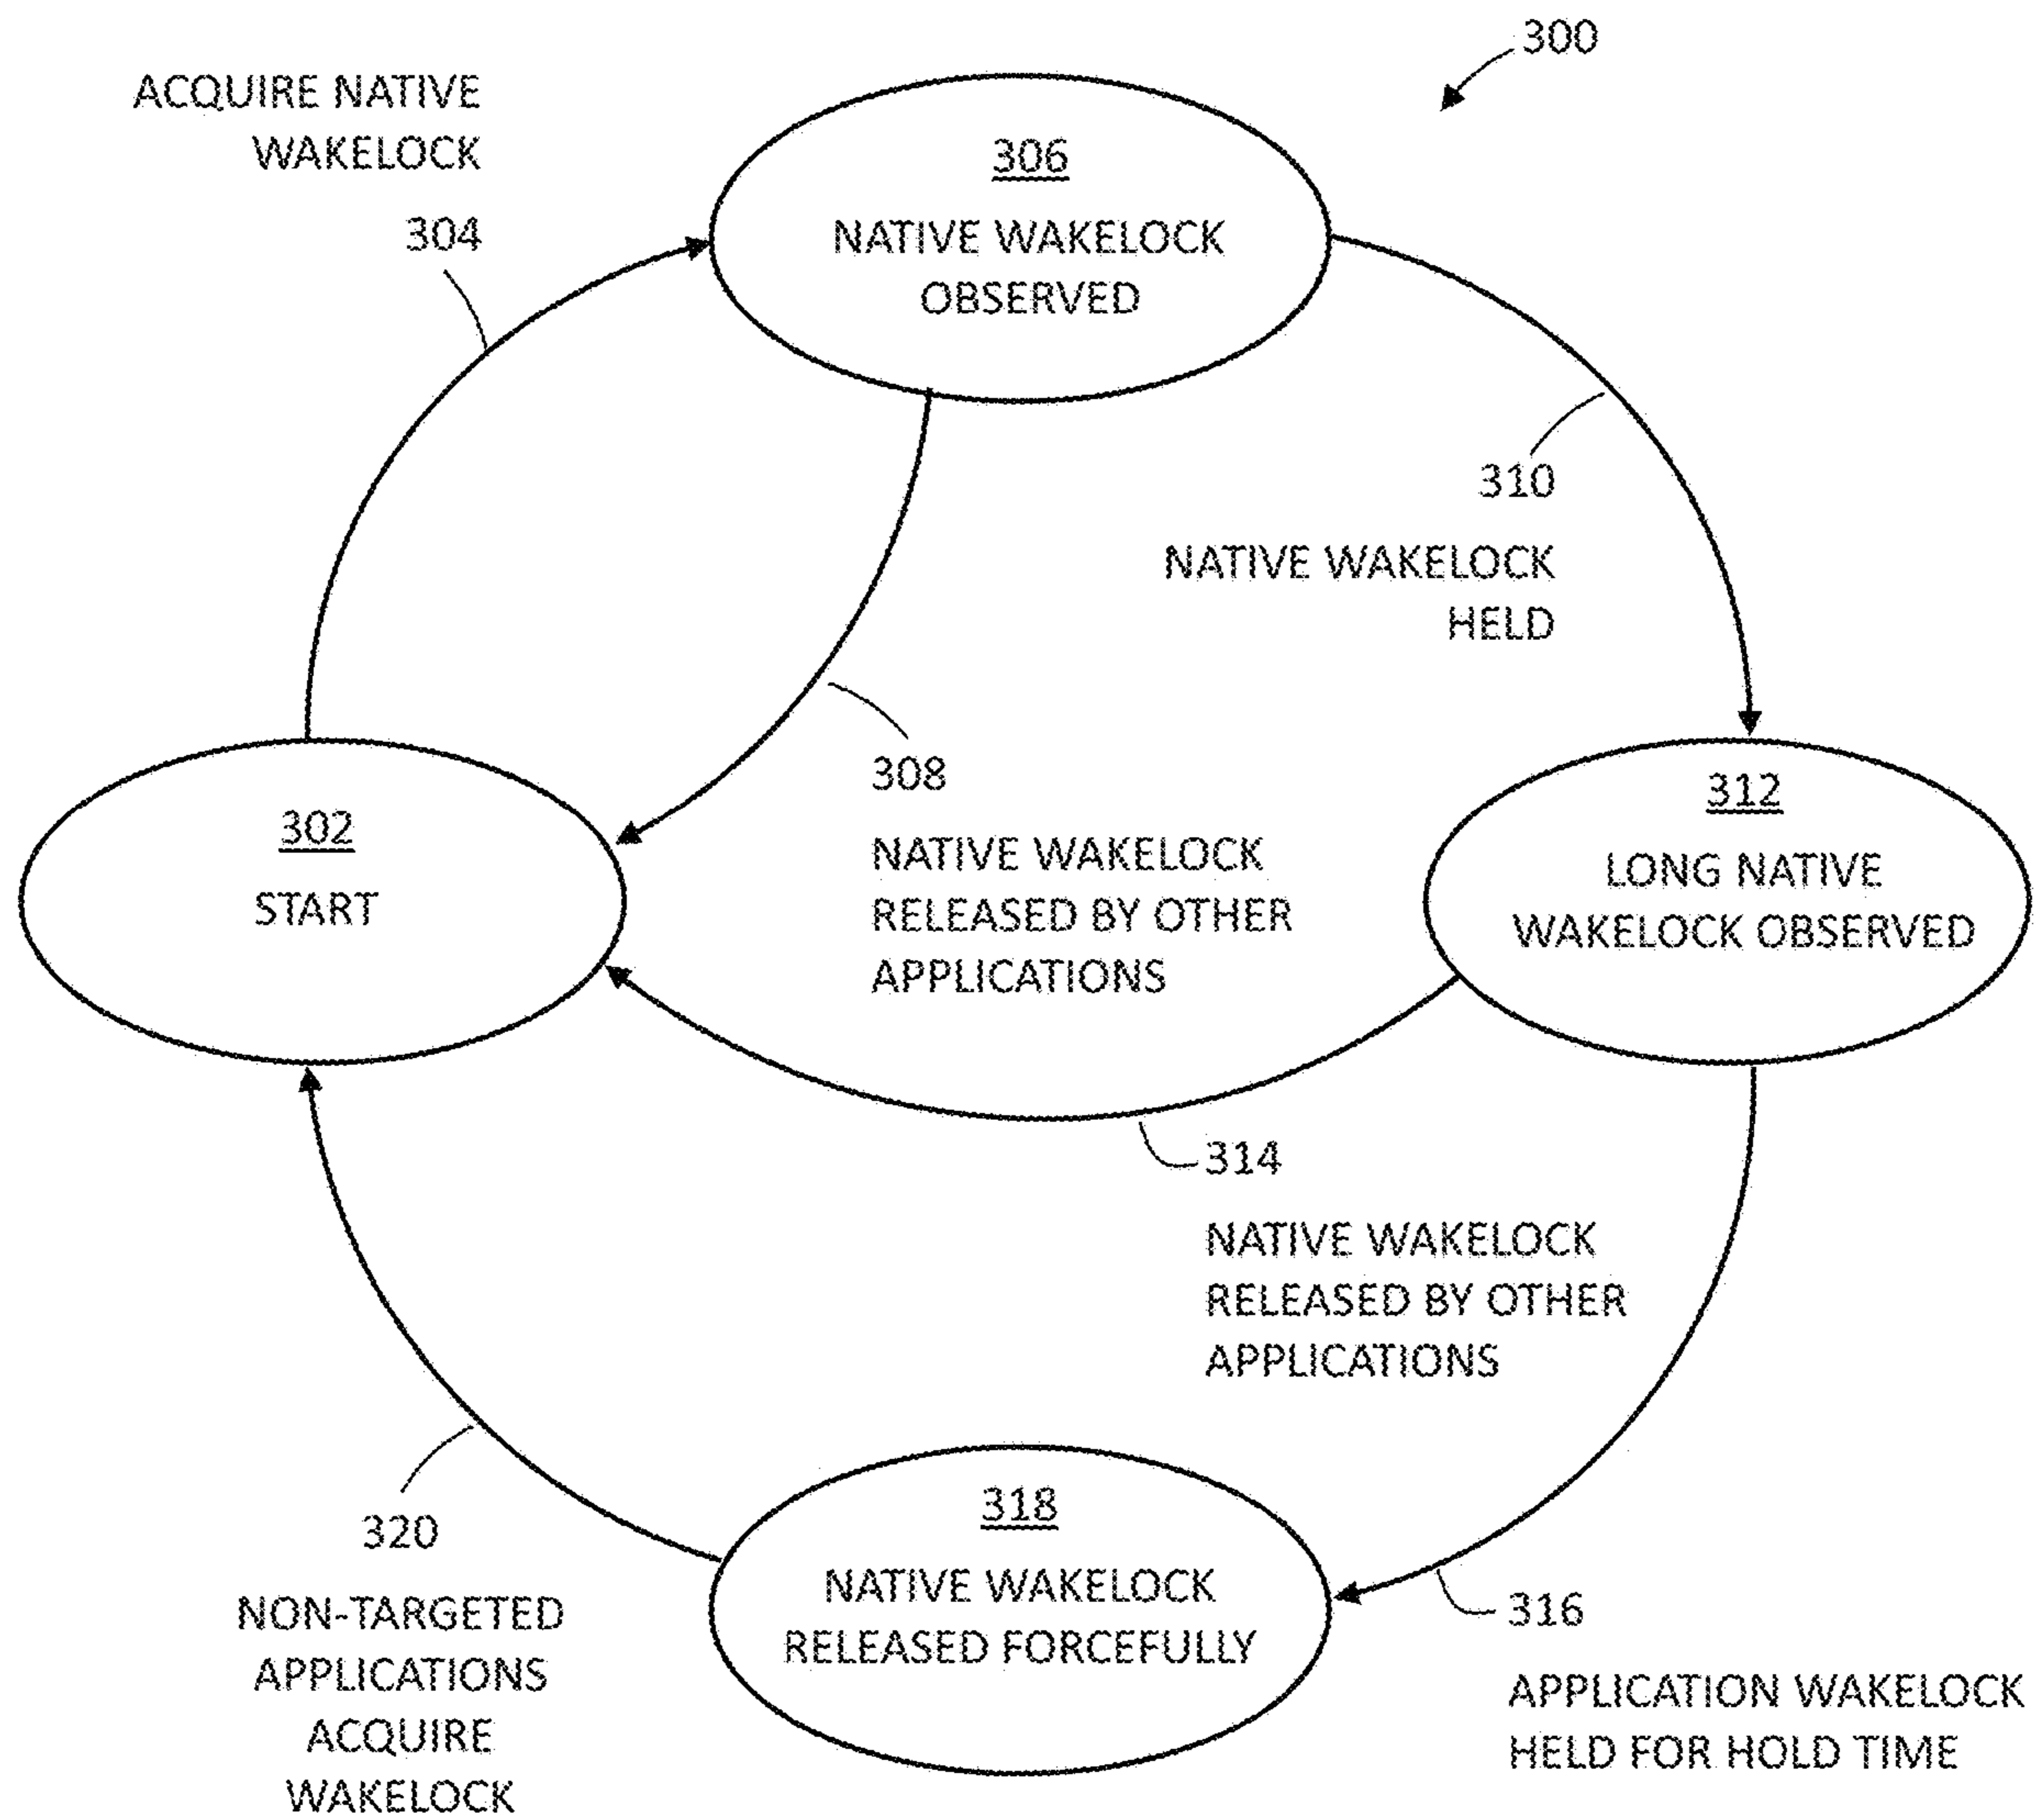 300
ACQUIRE NATIVE
WAKELOCK
304
306
NATIVE WAKELOCK
OBSERVED
310
NATIVE WAKELOCK
HELD
308
NATIVE WAKELOCK
RELEASED BY OTHER
APPLICATIONS
302
START
312
LONG NATIVE
WAKELOCK OBSERVED
314
NATIVE WAKELOCK
RELEASED BY OTHER
APPLICATIONS
320
NON-TARGETED
APPLICATIONS
ACQUIRE
WAKELOCK
318
NATIVE WAKELOCK
RELEASED FORCEFULLY
316
APPLICATION WAKELOCK
HELD FOR HOLD TIME